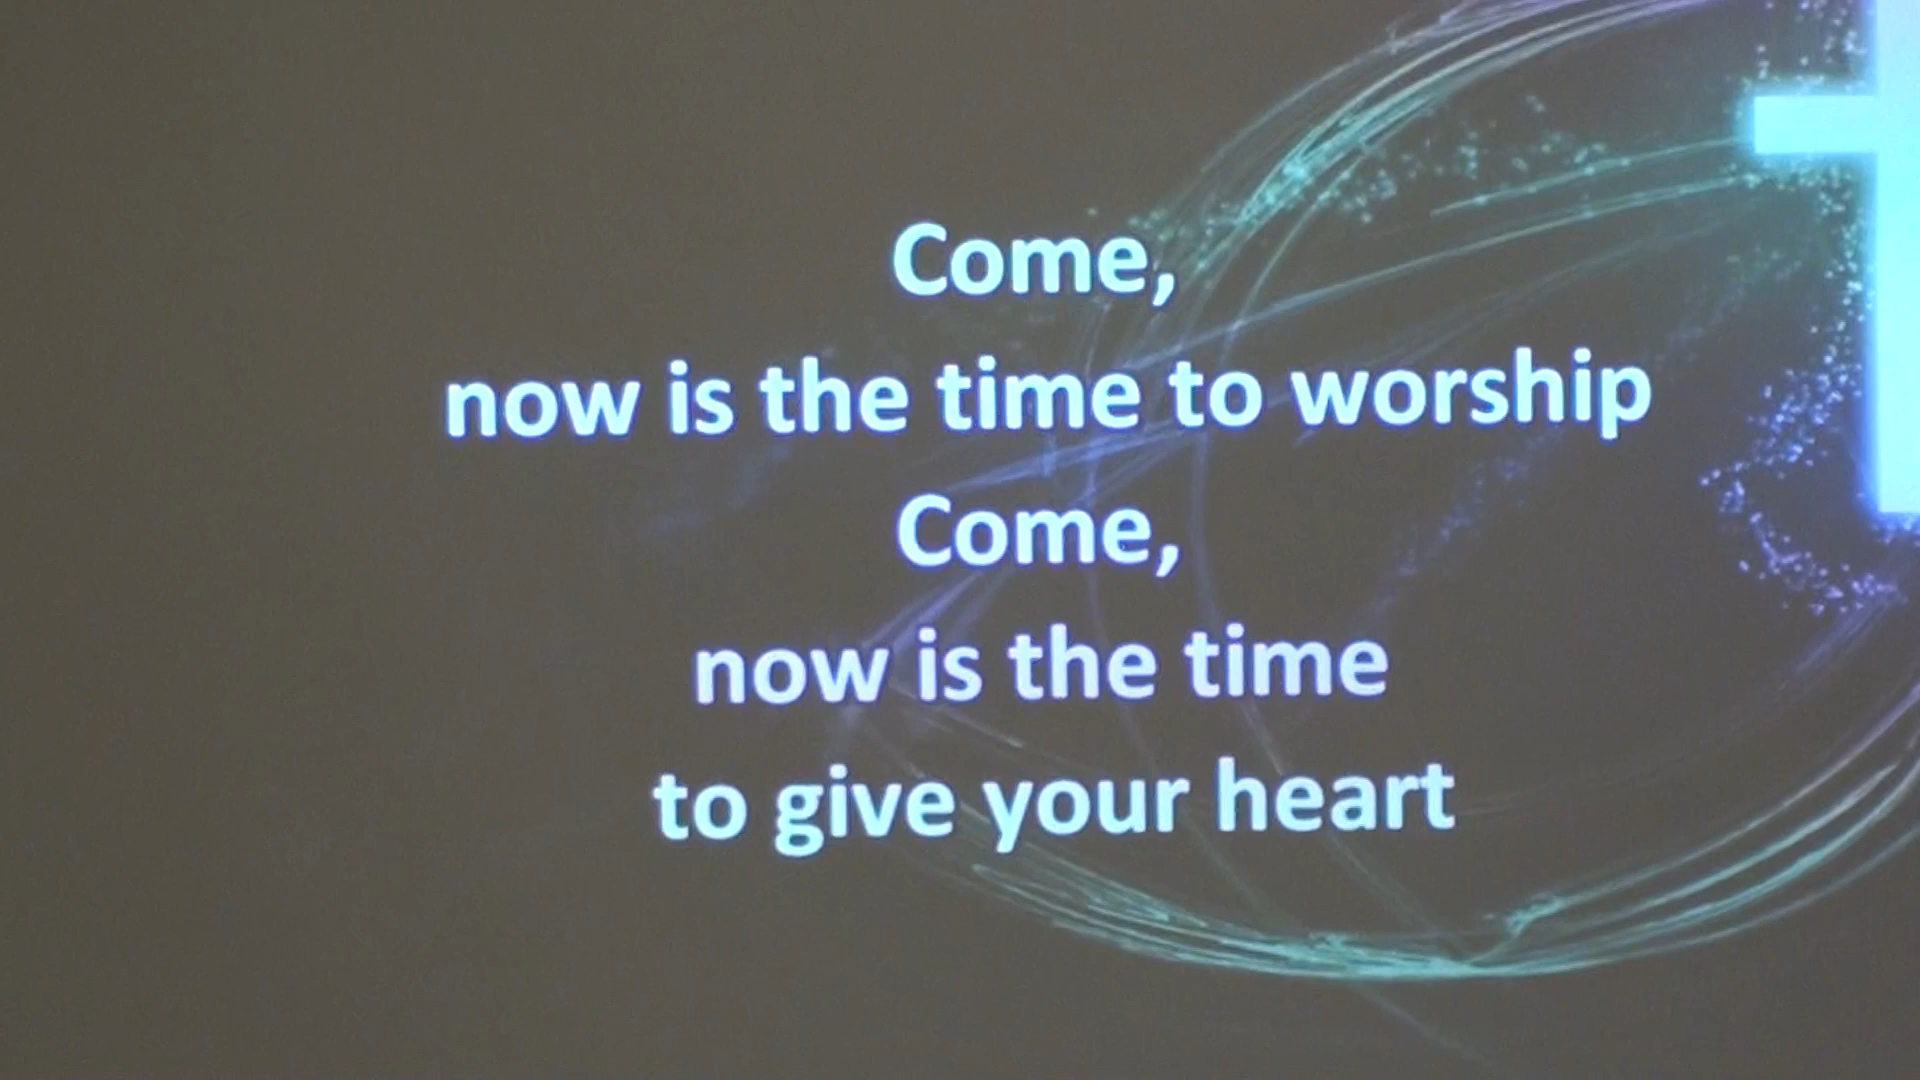 Come,
now is the time to worship
Come,
now is the time
to give your heart